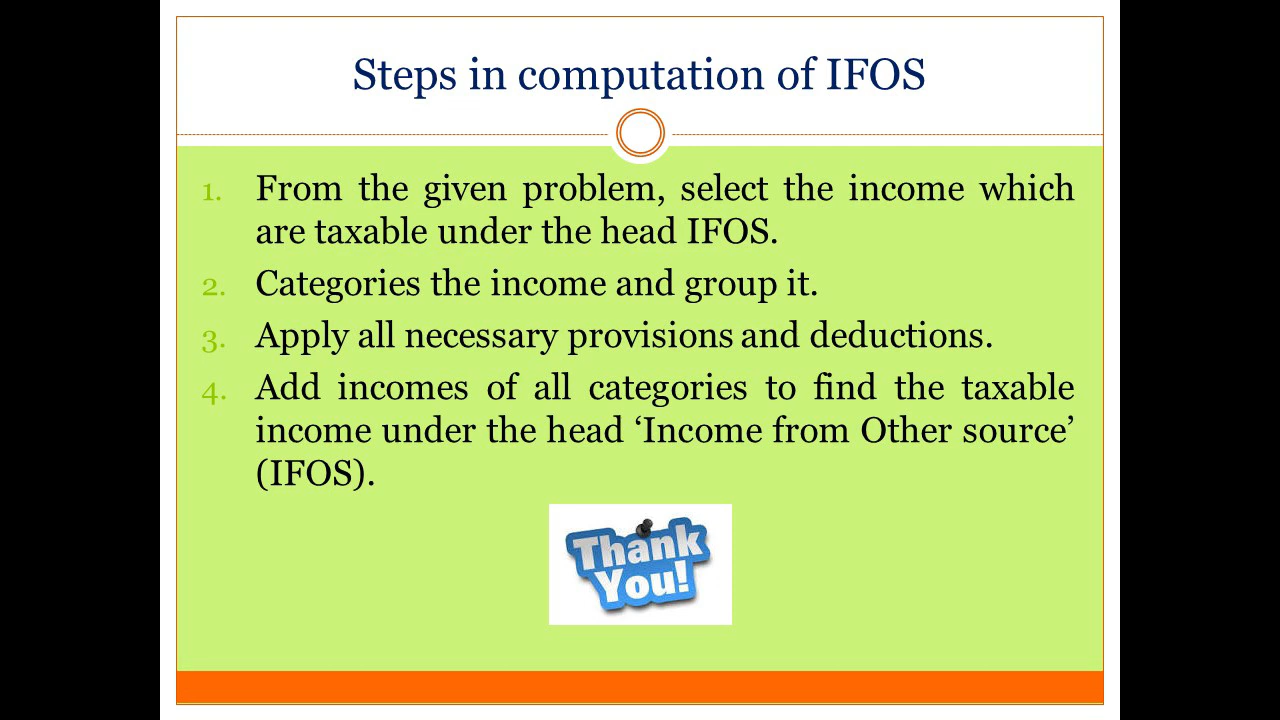 Steps in computation of IFOS
1. From the given problem, select the income which
are taxable under the head IFOS.
2. Categories the income and group it.
3. Apply all necessary provisions and deductions.
4. Add incomes of all categories to find the taxable
income under the head ‘Income from Other source’
(IFOS).
Thank
You!